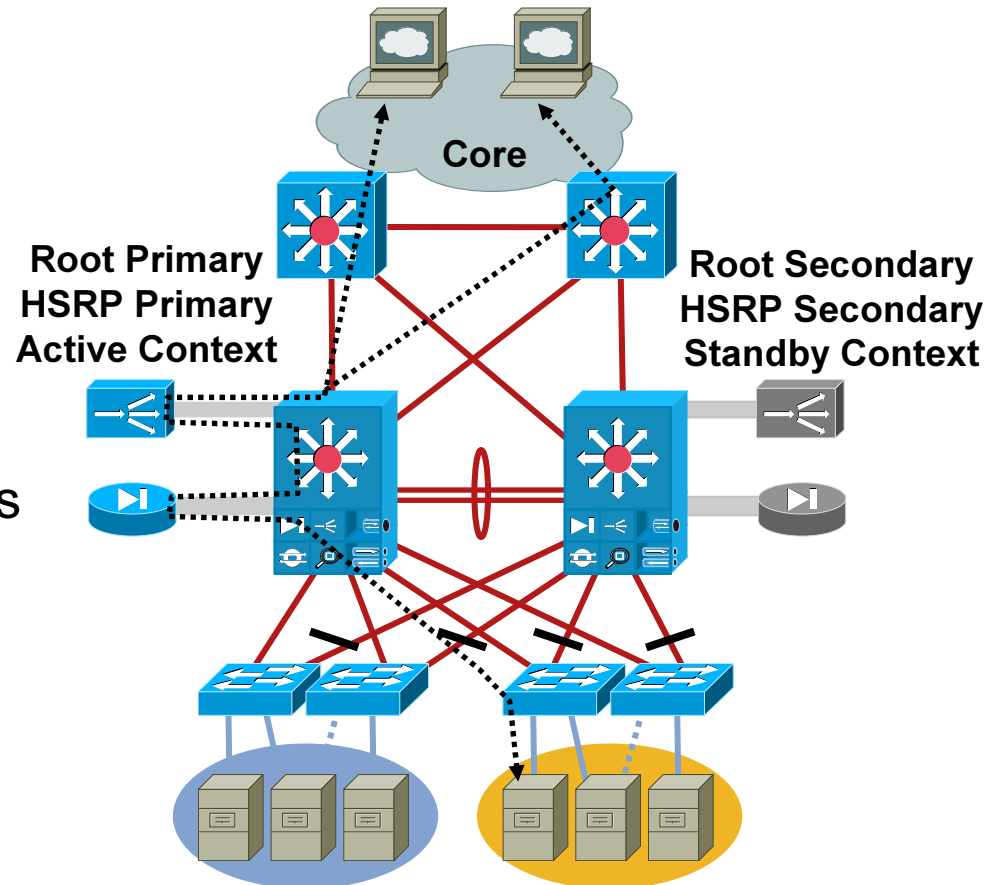 Core
Root Primary
HSRP Primary
Active Context
Root Secondary
HSRP Secondary
Standby Context
s